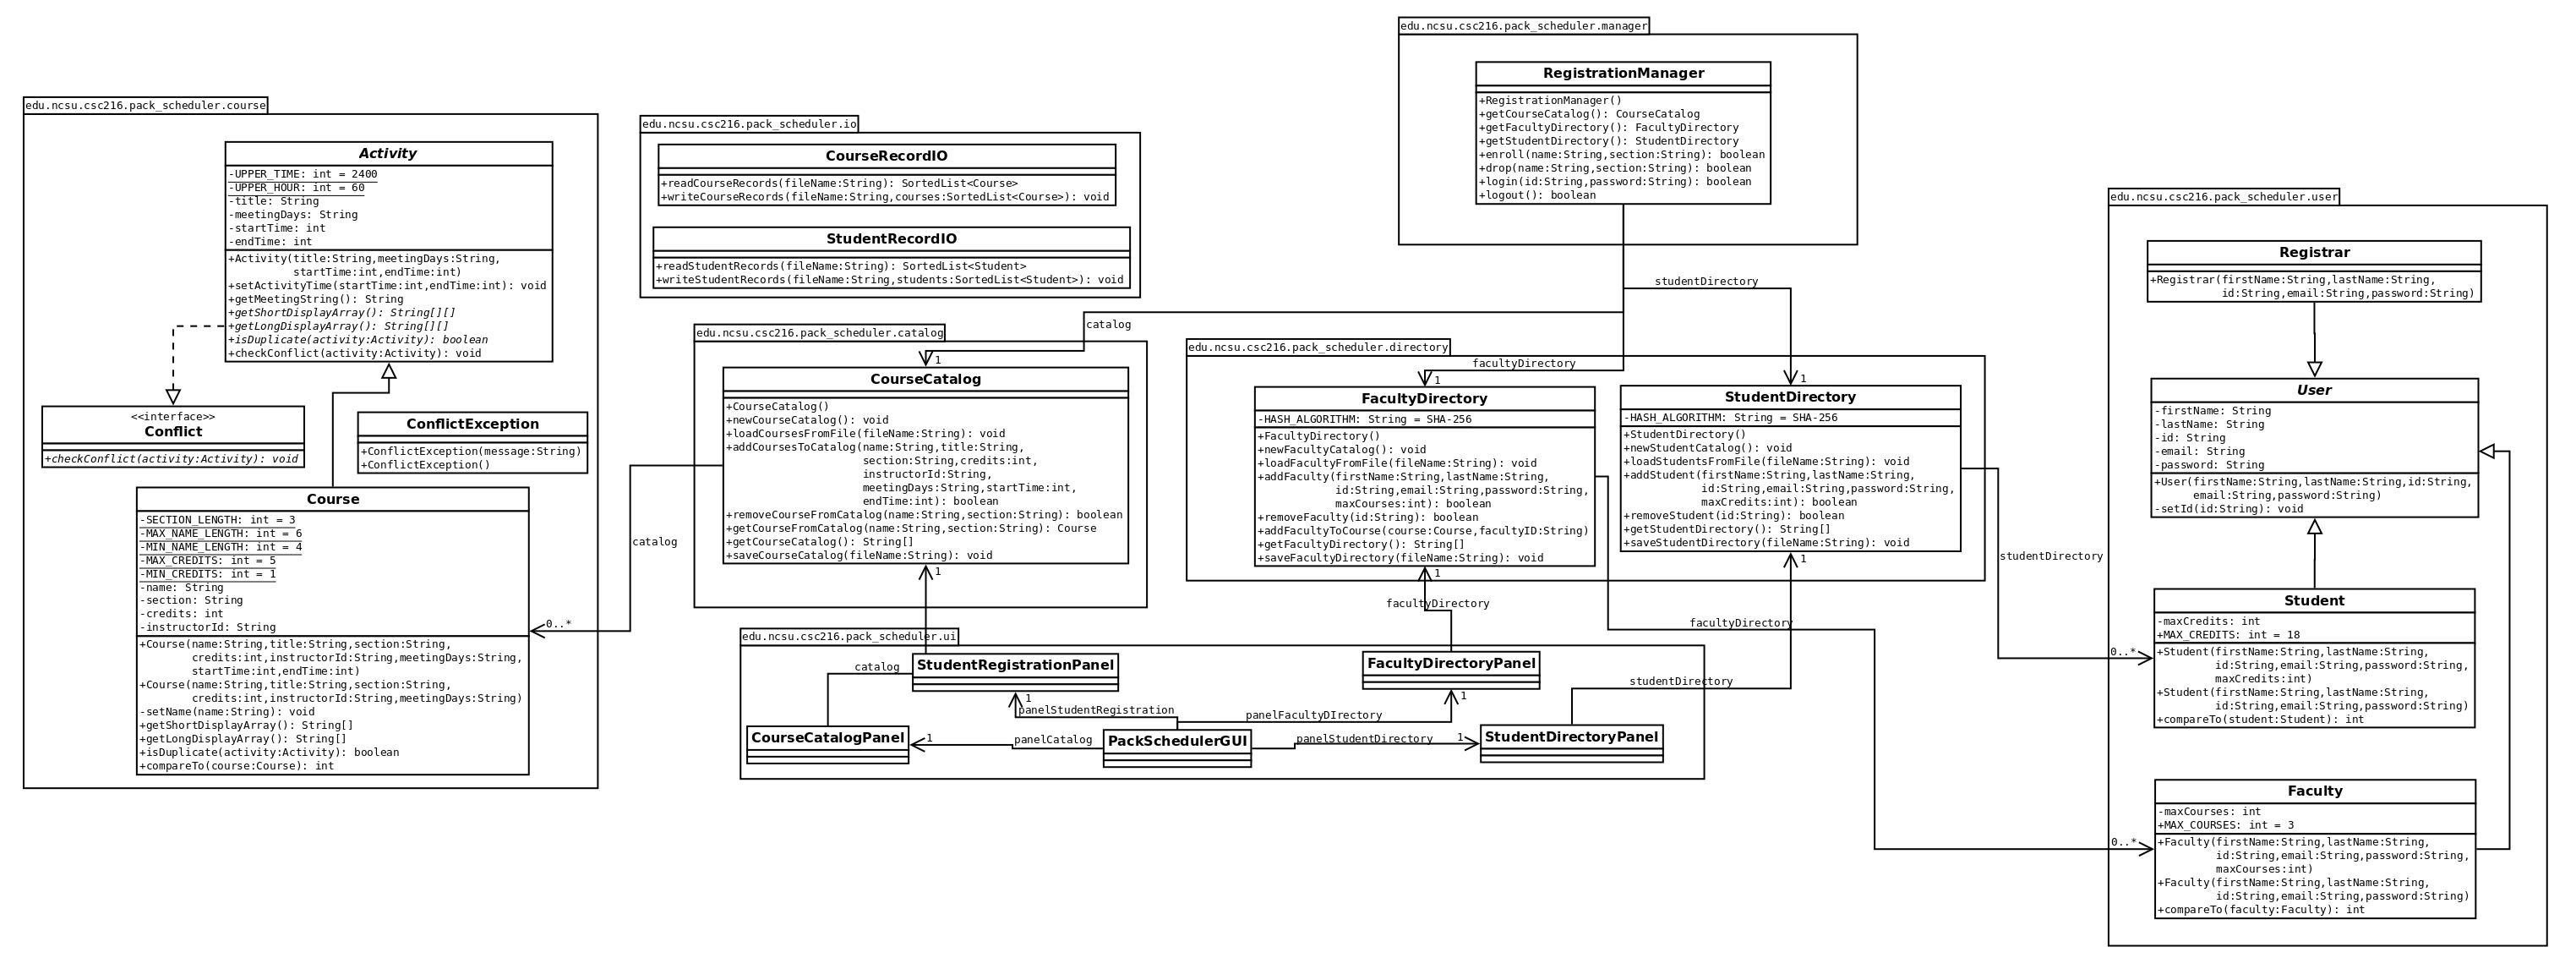 edu.ncsu.csc216.pack_scheduler.course
Activity
-UPPER_TIME: int = 2400
-UPPER_HOUR: int = 60
-title: String
-meetingDays: String
-startTime: int
-endTime: int
+Activity(title:String,meetingDays:String,
startTime:int,endTime:int)
+setActivityTime(startTime:int,endTime:int): void
+getMeetingString(): String
+getShortDisplayArray(): String[][]
+getLongDisplayArray(): String[][]
+isDuplicate(activity:Activity): boolean
+checkConflict(activity:Activity): void
<<interface>>
Conflict
+checkConflict(activity:Activity): void
ConflictException
+ConflictException(message:String)
+ConflictException()
Course
-SECTION_LENGTH: int = 3
-MAX_NAME_LENGTH: int = 6
-MIN_NAME_LENGTH: int = 4
-MAX_CREDITS: int = 5
-MIN_CREDITS: int = 1
-name: String
-section: String
-credits: int
-instructorId: String
+Course(name:String,title:String,section:String,
credits:int,instructorId:String,meetingDays:String,
startTime:int,endTime:int)
+Course(name:String,title:String,section:String,
credits:int,instructorId:String,meetingDays:String)
-setName(name:String): void
+getShortDisplayArray(): String[]
+getLongDisplayArray(): String[]
+isDuplicate(activity:Activity): boolean
+compareTo(course:Course): int
0..*
catalog
edu.ncsu.csc216.pack_scheduler.io
CourseRecordIO
+readCourseRecords(fileName:String): SortedList<Course>
+writeCourseRecords(fileName:String,courses:SortedList<Course>): void
StudentRecordIO
+readStudentRecords(fileName:String): SortedList<Student>
+writeStudentRecords(fileName:String,students:SortedList<Student>): void
edu.ncsu.csc216.pack_scheduler.catalog
catalog
1
CourseCatalog
+CourseCatalog()
+newCourseCatalog(): void
+loadCoursesFromFile(fileName:String): void
+addCoursesToCatalog(name:String,title:String,
section:String,credits:int,
instructorId:String,
meetingDays:String,startTime:int,
endTime:int): boolean
+removeCourseFromCatalog(name:String,section:String): boolean
+getCourseFromCatalog(name:String,section:String): Course
+getCourseCatalog(): String[]
+saveCourseCatalog(fileName:String): void
1
edu.ncsu.csc216.pack_scheduler.manager
RegistrationManager
+RegistrationManager()
+getCourseCatalog(): CourseCatalog
+getFacultyDirectory(): FacultyDirectory
+getStudentDirectory(): StudentDirectory
+enroll(name:String,section:String): boolean
+drop(name:String,section:String): boolean
+login(id:String,password:String): boolean
+logout(): boolean
studentDirectory
edu.ncsu.csc216.pack_scheduler.directory
facultyDirectory
1
1
FacultyDirectory
-HASH_ALGORITHM: String = SHA-256
+FacultyDirectory()
+newFacultyCatalog(): void
+loadFacultyFromFile(fileName:String): void
+addFaculty(firstName:String,lastName:String,
id:String,email:String,password:String,
maxCourses:int): boolean
+removeFaculty(id:String): boolean
+addFacultyToCourse(course:Course,facultyID:String)
+getFacultyDirectory(): String[]
+saveFacultyDirectory(fileName:String): void
1
StudentDirectory
-HASH_ALGORITHM: String = SHA-256
+StudentDirectory()
+newStudentCatalog(): void
+loadStudentsFromFile(fileName:String): void
+addStudent(firstName:String,lastName:String,
id:String,email:String,password:String,
maxCredits:int): boolean
+removeStudent(id:String): boolean
+getStudentDirectory(): String[]
+saveStudentDirectory(fileName:String): void
1
facultyDirectory
facultyDirectory
studentDirectory
studentDirectory
edu.ncsu.csc216.pack_scheduler.ui
catalog
StudentRegistrationPanel
1
panelStudentRegistration
FacultyDirectoryPanel
1
panelFacultyDIrectory
CourseCatalogPanel
1
panelCatalog
PackSchedulerGUI
panelStudentDirectory
1
StudentDirectoryPanel
edu.ncsu.csc216.pack_scheduler.user
Registrar
+Registrar(firstName:String,lastName:String,
id:String,email:String,password:String)
User
-firstName: String
-lastName: String
-id: String
-email: String
-password: String
+User(firstName:String,lastName:String,id:String,
email:String,password:String)
-setId(id:String): void
Student
-maxCredits: int
+MAX_CREDITS: int = 18
+Student(firstName:String,lastName:String,
id:String,email:String,password:String,
maxCredits:int)
+Student(firstName:String,lastName:String,
id:String,email:String,password:String)
+compareTo(student:Student): int
0..*
Faculty
-maxCourses: int
+MAX_COURSES: int = 3
+Faculty(firstName:String,lastName:String,
id:String,email:String,password:String,
maxCourses:int)
+Faculty(firstName:String,lastName:String,
id:String,email:String,password:String)
+compareTo(faculty:Faculty): int
0..*